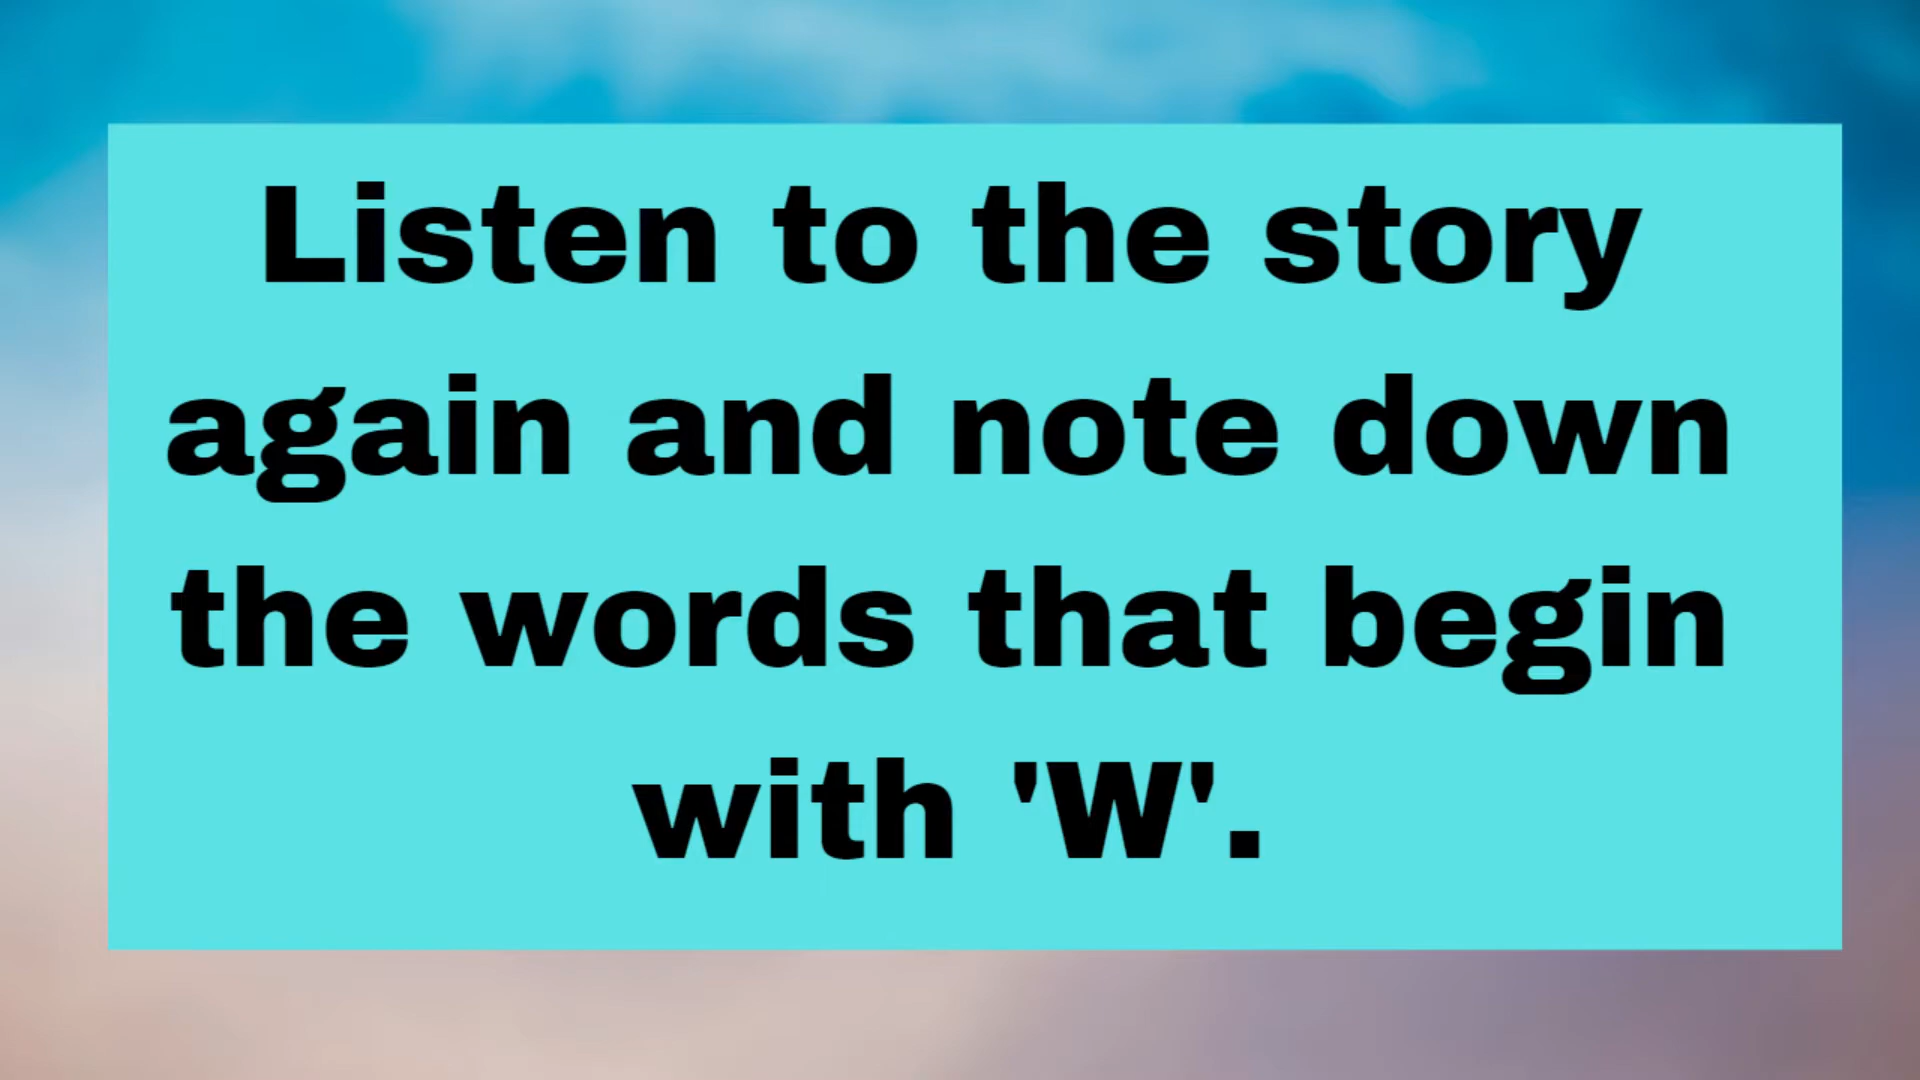 Listen to the story
again and note down
the words that begin
with 'W'.